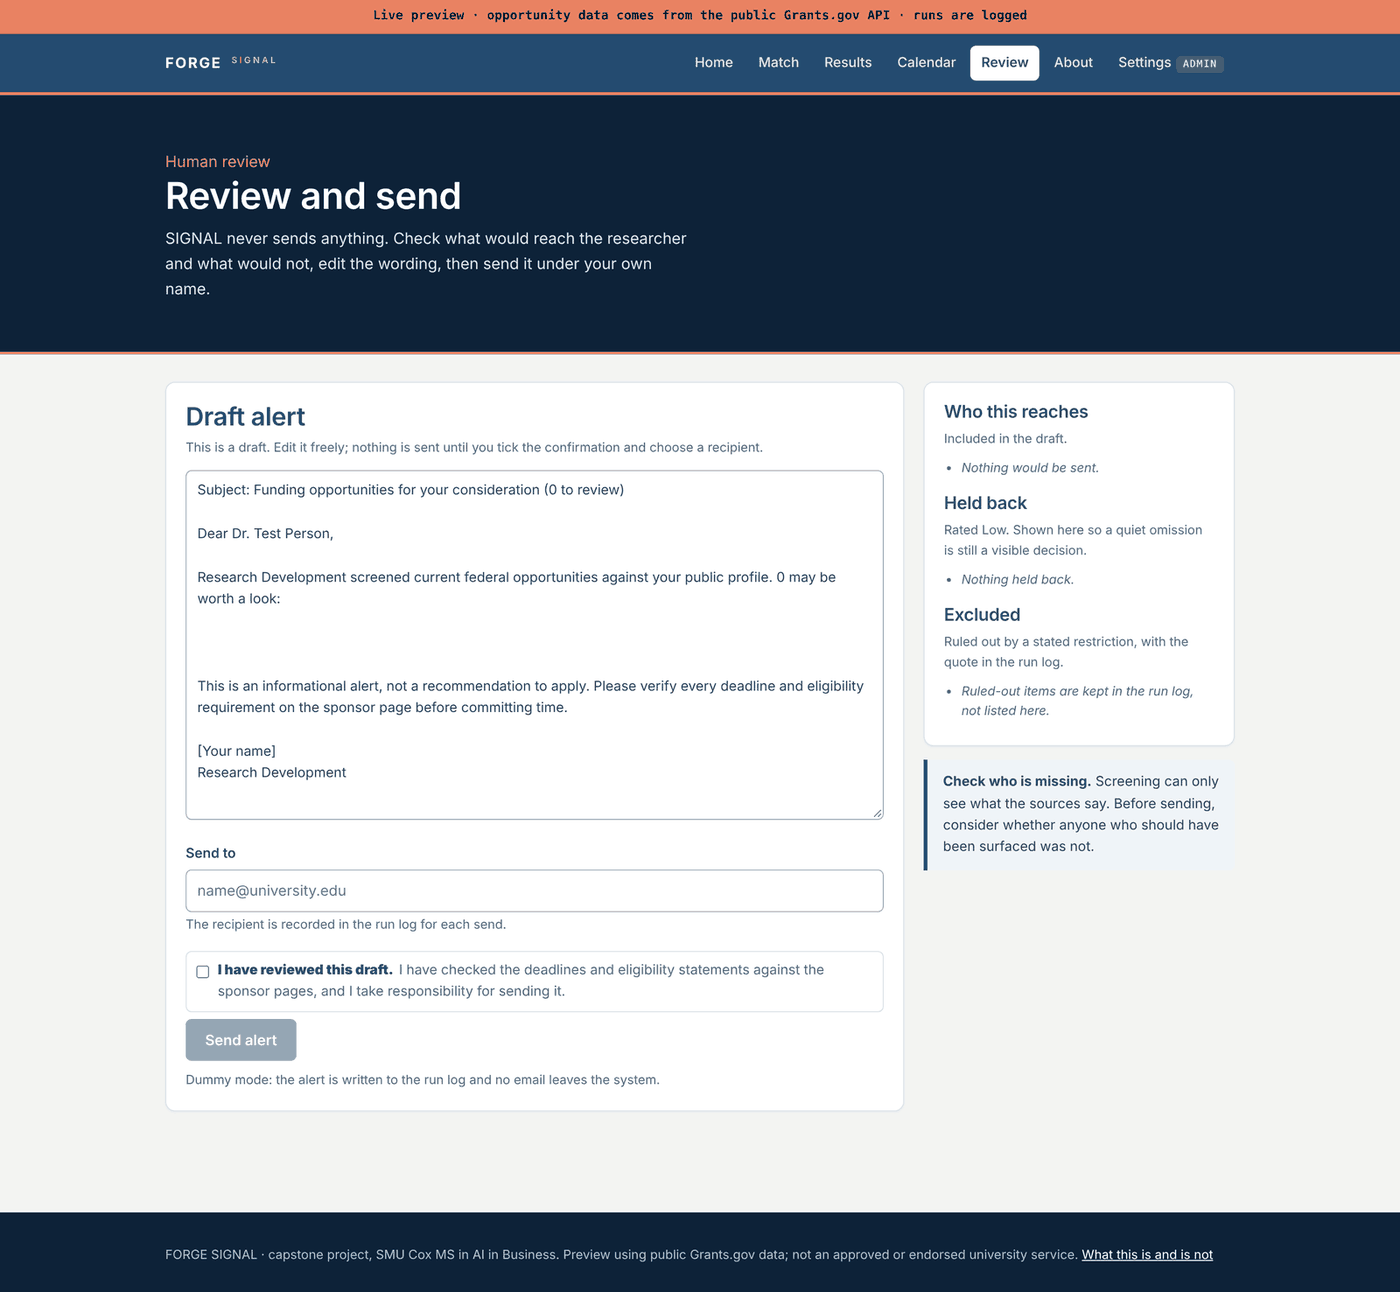 Live preview · opportunity data comes from the public Grants.gov API · runs are logged
FORGE SIGNAL
Home Match Results Calendar Review About Settings ADMIN
Human review
Review and send
SIGNAL never sends anything. Check what would reach the researcher
and what would not, edit the wording, then send it under your own
name.
Draft alert
This is a draft. Edit it freely; nothing is sent until you tick the confirmation and choose a recipient.
Subject: Funding opportunities for your consideration (0 to review)
Dear Dr. Test Person,
Research Development screened current federal opportunities against your public profile. 0 may be
worth a look:
This is an informational alert, not a recommendation to apply. Please verify every deadline and eligibility
requirement on the sponsor page before committing time.
[Your name]
Research Development
Send to
name@university.edu
The recipient is recorded in the run log for each send.
I have reviewed this draft. I have checked the deadlines and eligibility statements against the
sponsor pages, and I take responsibility for sending it.
Send alert
Dummy mode: the alert is written to the run log and no email leaves the system.
Who this reaches
Included in the draft.
• Nothing would be sent.
Held back
Rated Low. Shown here so a quiet omission
is still a visible decision.
• Nothing held back.
Excluded
Ruled out by a stated restriction, with the
quote in the run log.
• Ruled-out items are kept in the run log,
not listed here.
Check who is missing. Screening can only
see what the sources say. Before sending,
consider whether anyone who should have
been surfaced was not.
FORGE SIGNAL · capstone project, SMU Cox MS in AI in Business. Preview using public Grants.gov data; not an approved or endorsed university service. What this is and is not